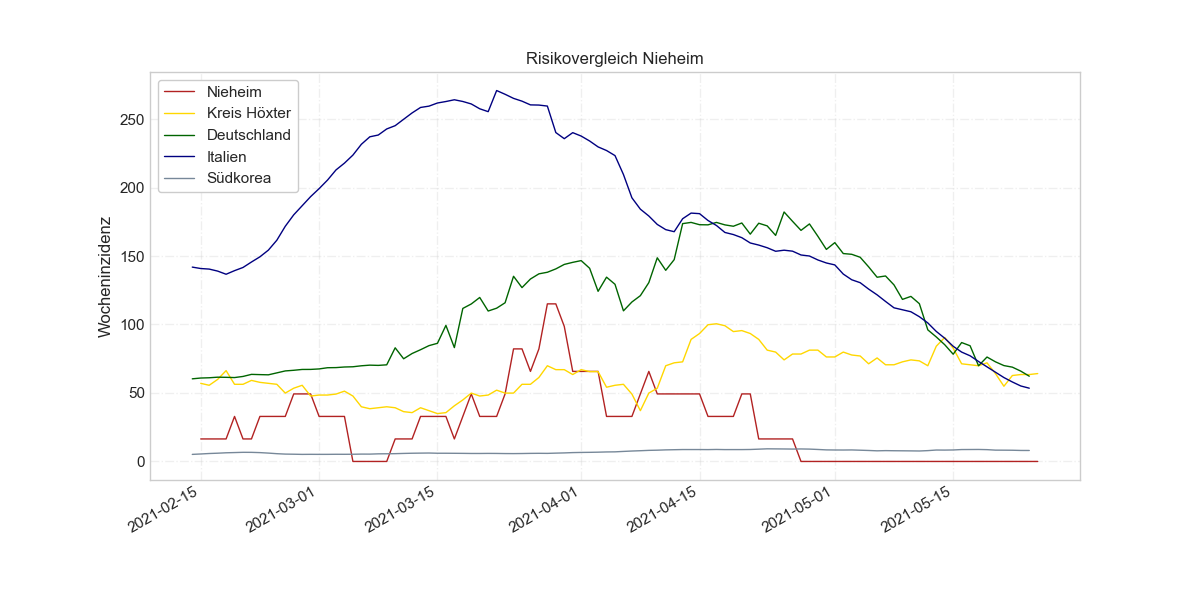 Risikovergleich Nieheim
Nieheim
Kreis Höxter
Deutschland
Italien
Südkorea
Wocheninzidenz
250
200
150
100
50
0
2021-02-15
2021-03-01
2021-03-15
2021-04-01
2021-04-15
2021-05-01
2021-05-15